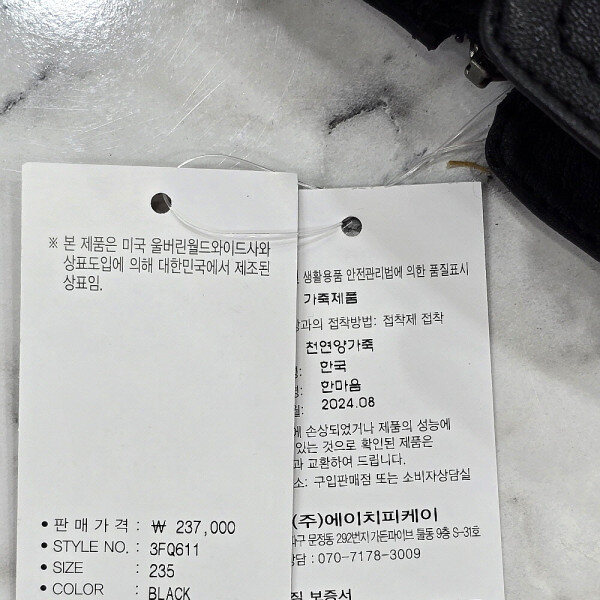 ※ 본 제품은 미국 울버린월드와이드사와
상표도입에 의해 대한민국에서 제조된
상표임.
• 판 매 가 격 : ₩ 237,000
• STYLE NO. : 3FQ611
• SIZE : 235
• COLOR : BLACK
생활용품 안전관리법에 의한 품질표시
가죽제품
과의 접착방법: 접착제 접착
천연양가죽
: 한국
: 한마음
: 2024.08
에 손상되었거나 제품의 성능에
있는 것으로 확인된 제품은
과 교환하여 드립니다.
소: 구입판매점 또는 소비자상담실
(주)에이치피케이
구 문정동 292번지 가든파이브 툴동 9층 S-31호
담 : 070-7178-3009
질 보증서